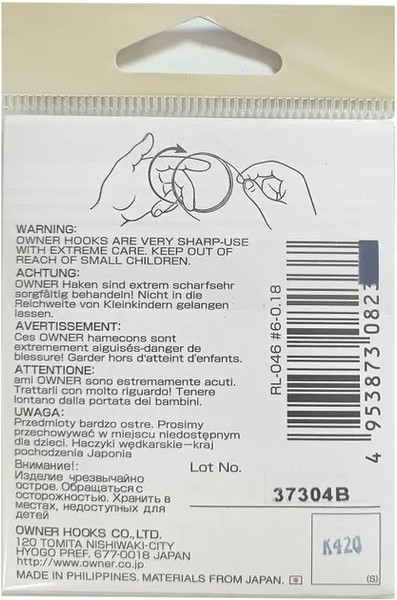 WARNING:
OWNER HOOKS ARE VERY SHARP-USE
WITH EXTREME CARE. KEEP OUT OF
REACH OF SMALL CHILDREN.
ACHTUNG:
OWNER Haken sind extrem scharfsehr
sorgfältig behandeln! Nicht in die
Reichweite von Kleinkindern gelangen
lassen.
AVERTISSEMENT:
Ces OWNER hamecons sont
extremement aiguisés-danger de
blessure! Garder hors d'atteint d'enfants.
ATTENTIONE:
ami OWNER sono estremamente acuti.
Trattarli con molto riguardo! Tenere
lontano dalla portata dei bambini.
UWAGA:
Przedmioty bardzo ostre. Prosimy
przechowywać w miejscu niedostępnym
dla dzieci. Haczyki wędkarskie-kraj
pochodzenia Japonia
Внимание!:
Изделие чрезвычайно
острое. Обращаться с
осторожностью. Хранить в
местах, недоступных для
детей
OWNER HOOKS CO.,LTD.
120 TOMITA NISHIWAKI-CITY
HYOGO PREF. 677-0018 JAPAN
http://www.owner.co.jp
MADE IN PHILIPPINES. MATERIALS FROM JAPAN.
RL-046 #6-0.18
4 953873 0823
Lot No.
37304B
K420
(S)